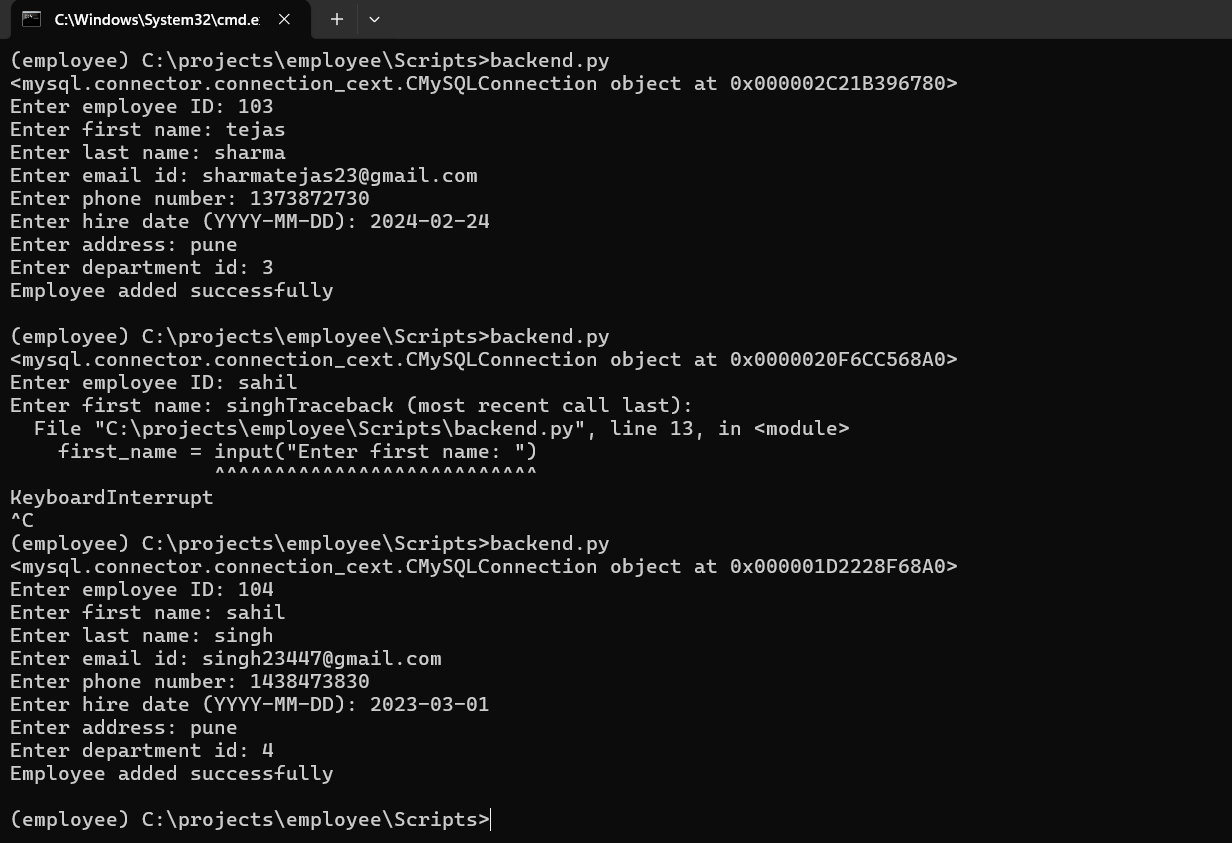 C:\Windows\System32\cmd.e
(employee) C:\projects\employee\Scripts>backend.py
<mysql.connector.connection_cext.CMySQLConnection object at 0x000002C21B396780>
Enter employee ID: 103
Enter first name: tejas
Enter last name: sharma
Enter email id: sharmatejas23@gmail.com
Enter phone number: 1373872730
Enter hire date (YYYY-MM-DD): 2024-02-24
Enter address: pune
Enter department id: 3
Employee added successfully
(employee) C:\projects\employee\Scripts>backend.py
<mysql.connector.connection_cext.CMySQLConnection object at 0x0000020F6CC568A0>
Enter employee ID: sahil
Enter first name: singhTraceback (most recent call last):
  File "C:\projects\employee\Scripts\backend.py", line 13, in <module>
    first_name = input("Enter first name: ")
                 ^^^^^^^^^^^^^^^^^^^^^^^^^^^
KeyboardInterrupt
^C
(employee) C:\projects\employee\Scripts>backend.py
<mysql.connector.connection_cext.CMySQLConnection object at 0x000001D2228F68A0>
Enter employee ID: 104
Enter first name: sahil
Enter last name: singh
Enter email id: singh23447@gmail.com
Enter phone number: 1438473830
Enter hire date (YYYY-MM-DD): 2023-03-01
Enter address: pune
Enter department id: 4
Employee added successfully
(employee) C:\projects\employee\Scripts>